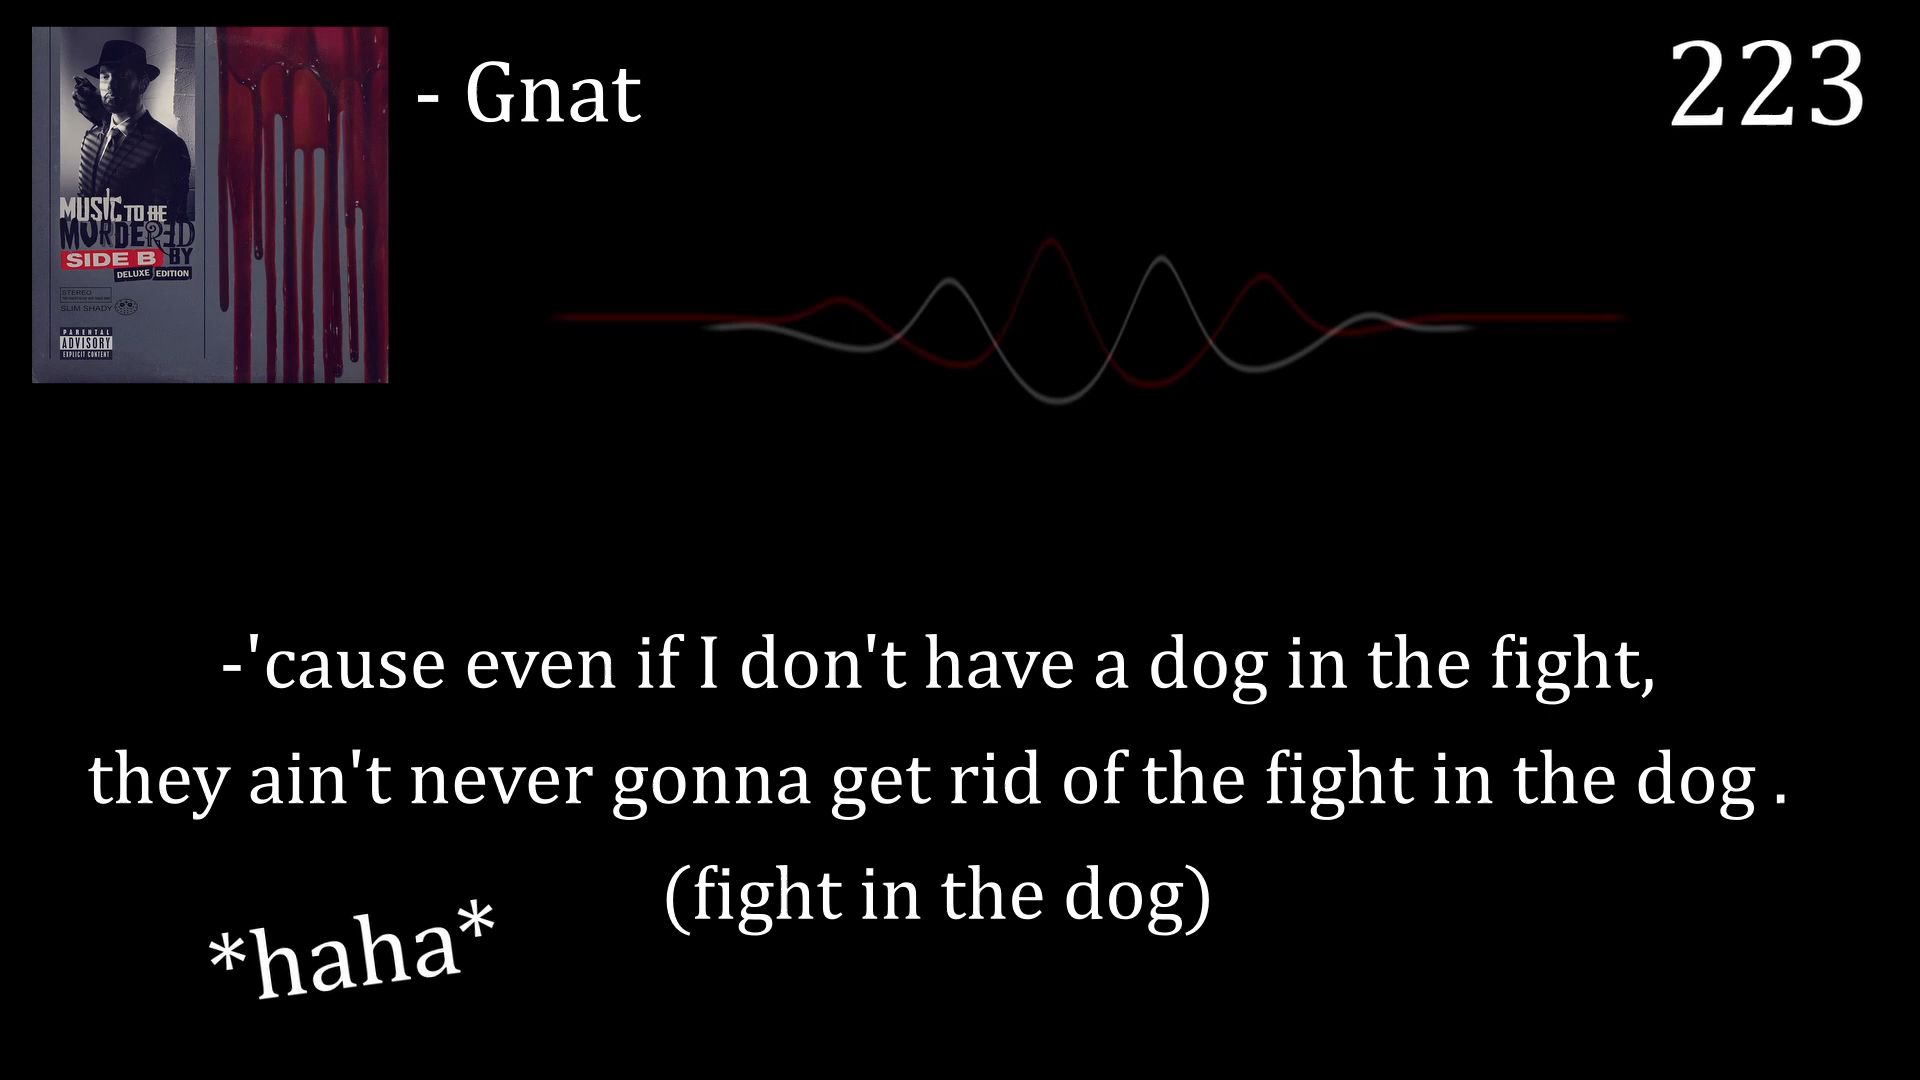 - Gnat
223
MUSIC TO BE
MURDERED
BY
SIDE B
DELUXE EDITION
STEREO
SLIM SHADY
PARENTAL
ADVISORY
EXPLICIT CONTENT
-'cause even if I don't have a dog in the fight,
they ain't never gonna get rid of the fight in the dog .
(fight in the dog)
*haha*